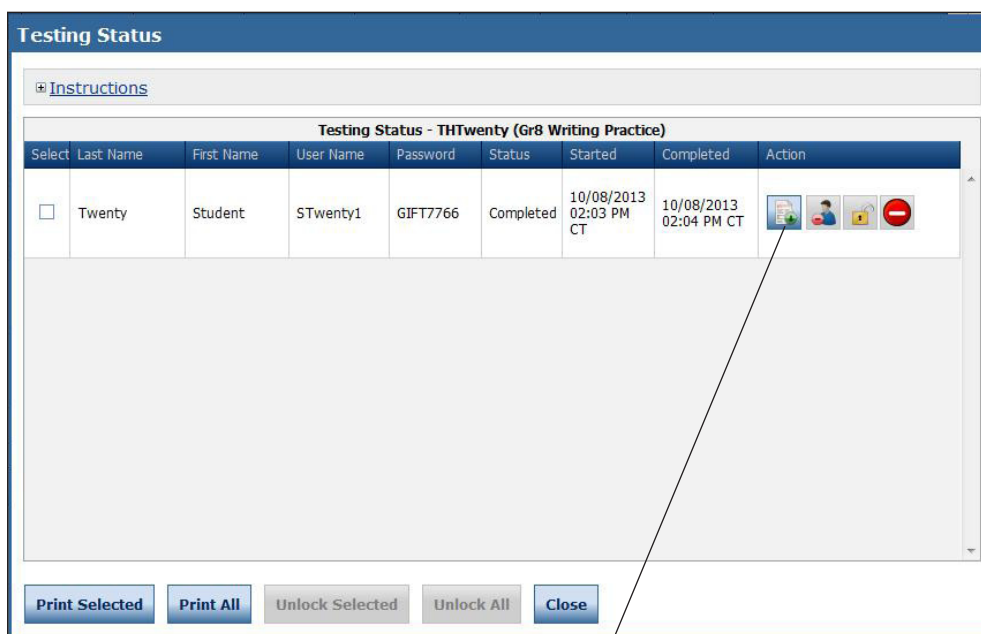 Testing Status
Instructions
Testing Status - THTwenty (Gr8 Writing Practice)
Select Last Name First Name User Name Password Status Started Completed Action
Twenty Student STwenty1 GIFT7766 Completed 10/08/2013 02:03 PM CT 10/08/2013 02:04 PM CT
Print Selected Print All Unlock Selected Unlock All Close